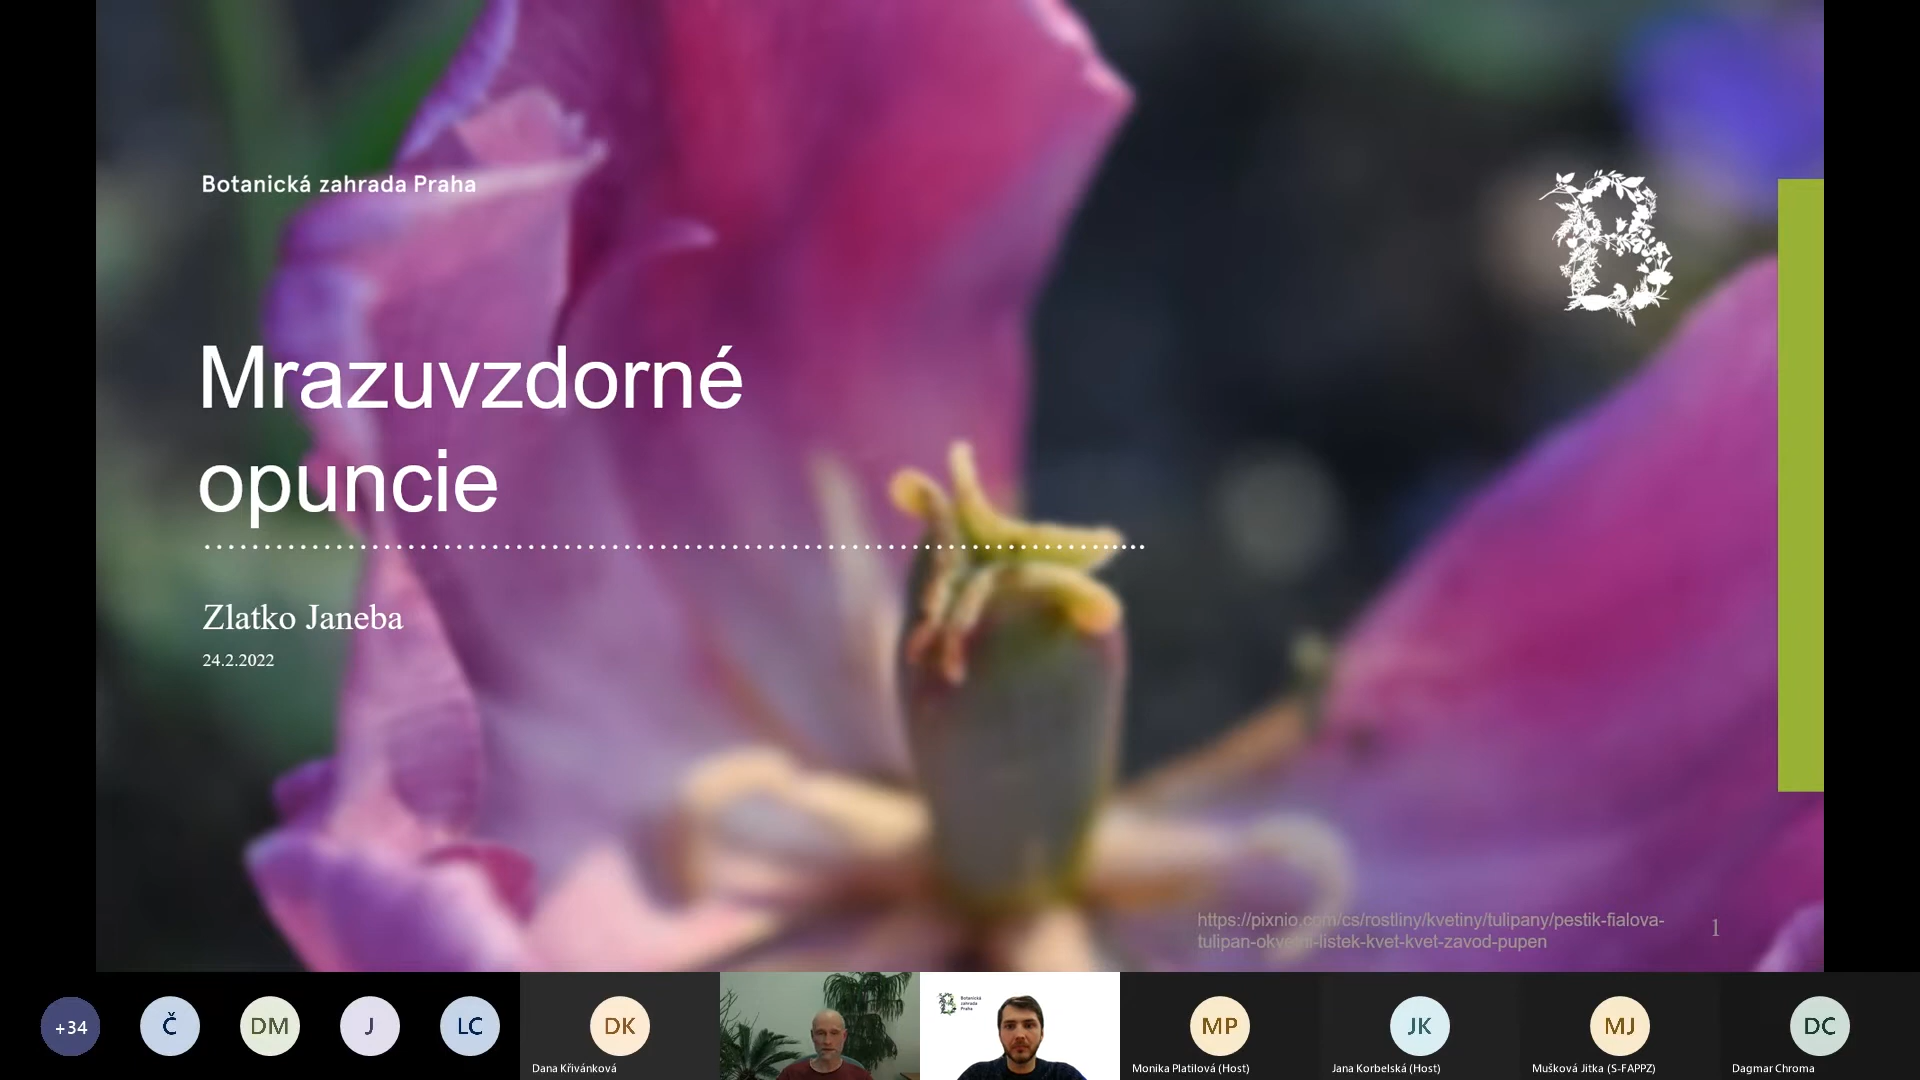 Botanická zahrada Praha
Mrazuvzdorné
opuncie
Zlatko Janeba
24.2.2022
https://pixnio.com/cs/rostliny/kvetiny/tulipany/pestik-fialova-
tulipan-okvetni-listek-kvet-kvet-zavod-pupen
1
+34
Č
DM
J
LC
DK
Dana Křivánková
Botanická
zahrada
Praha
MP
Monika Platilová (Host)
JK
Jana Korbelská (Host)
MJ
Mušková Jitka (S-FAPPZ)
DC
Dagmar Chroma